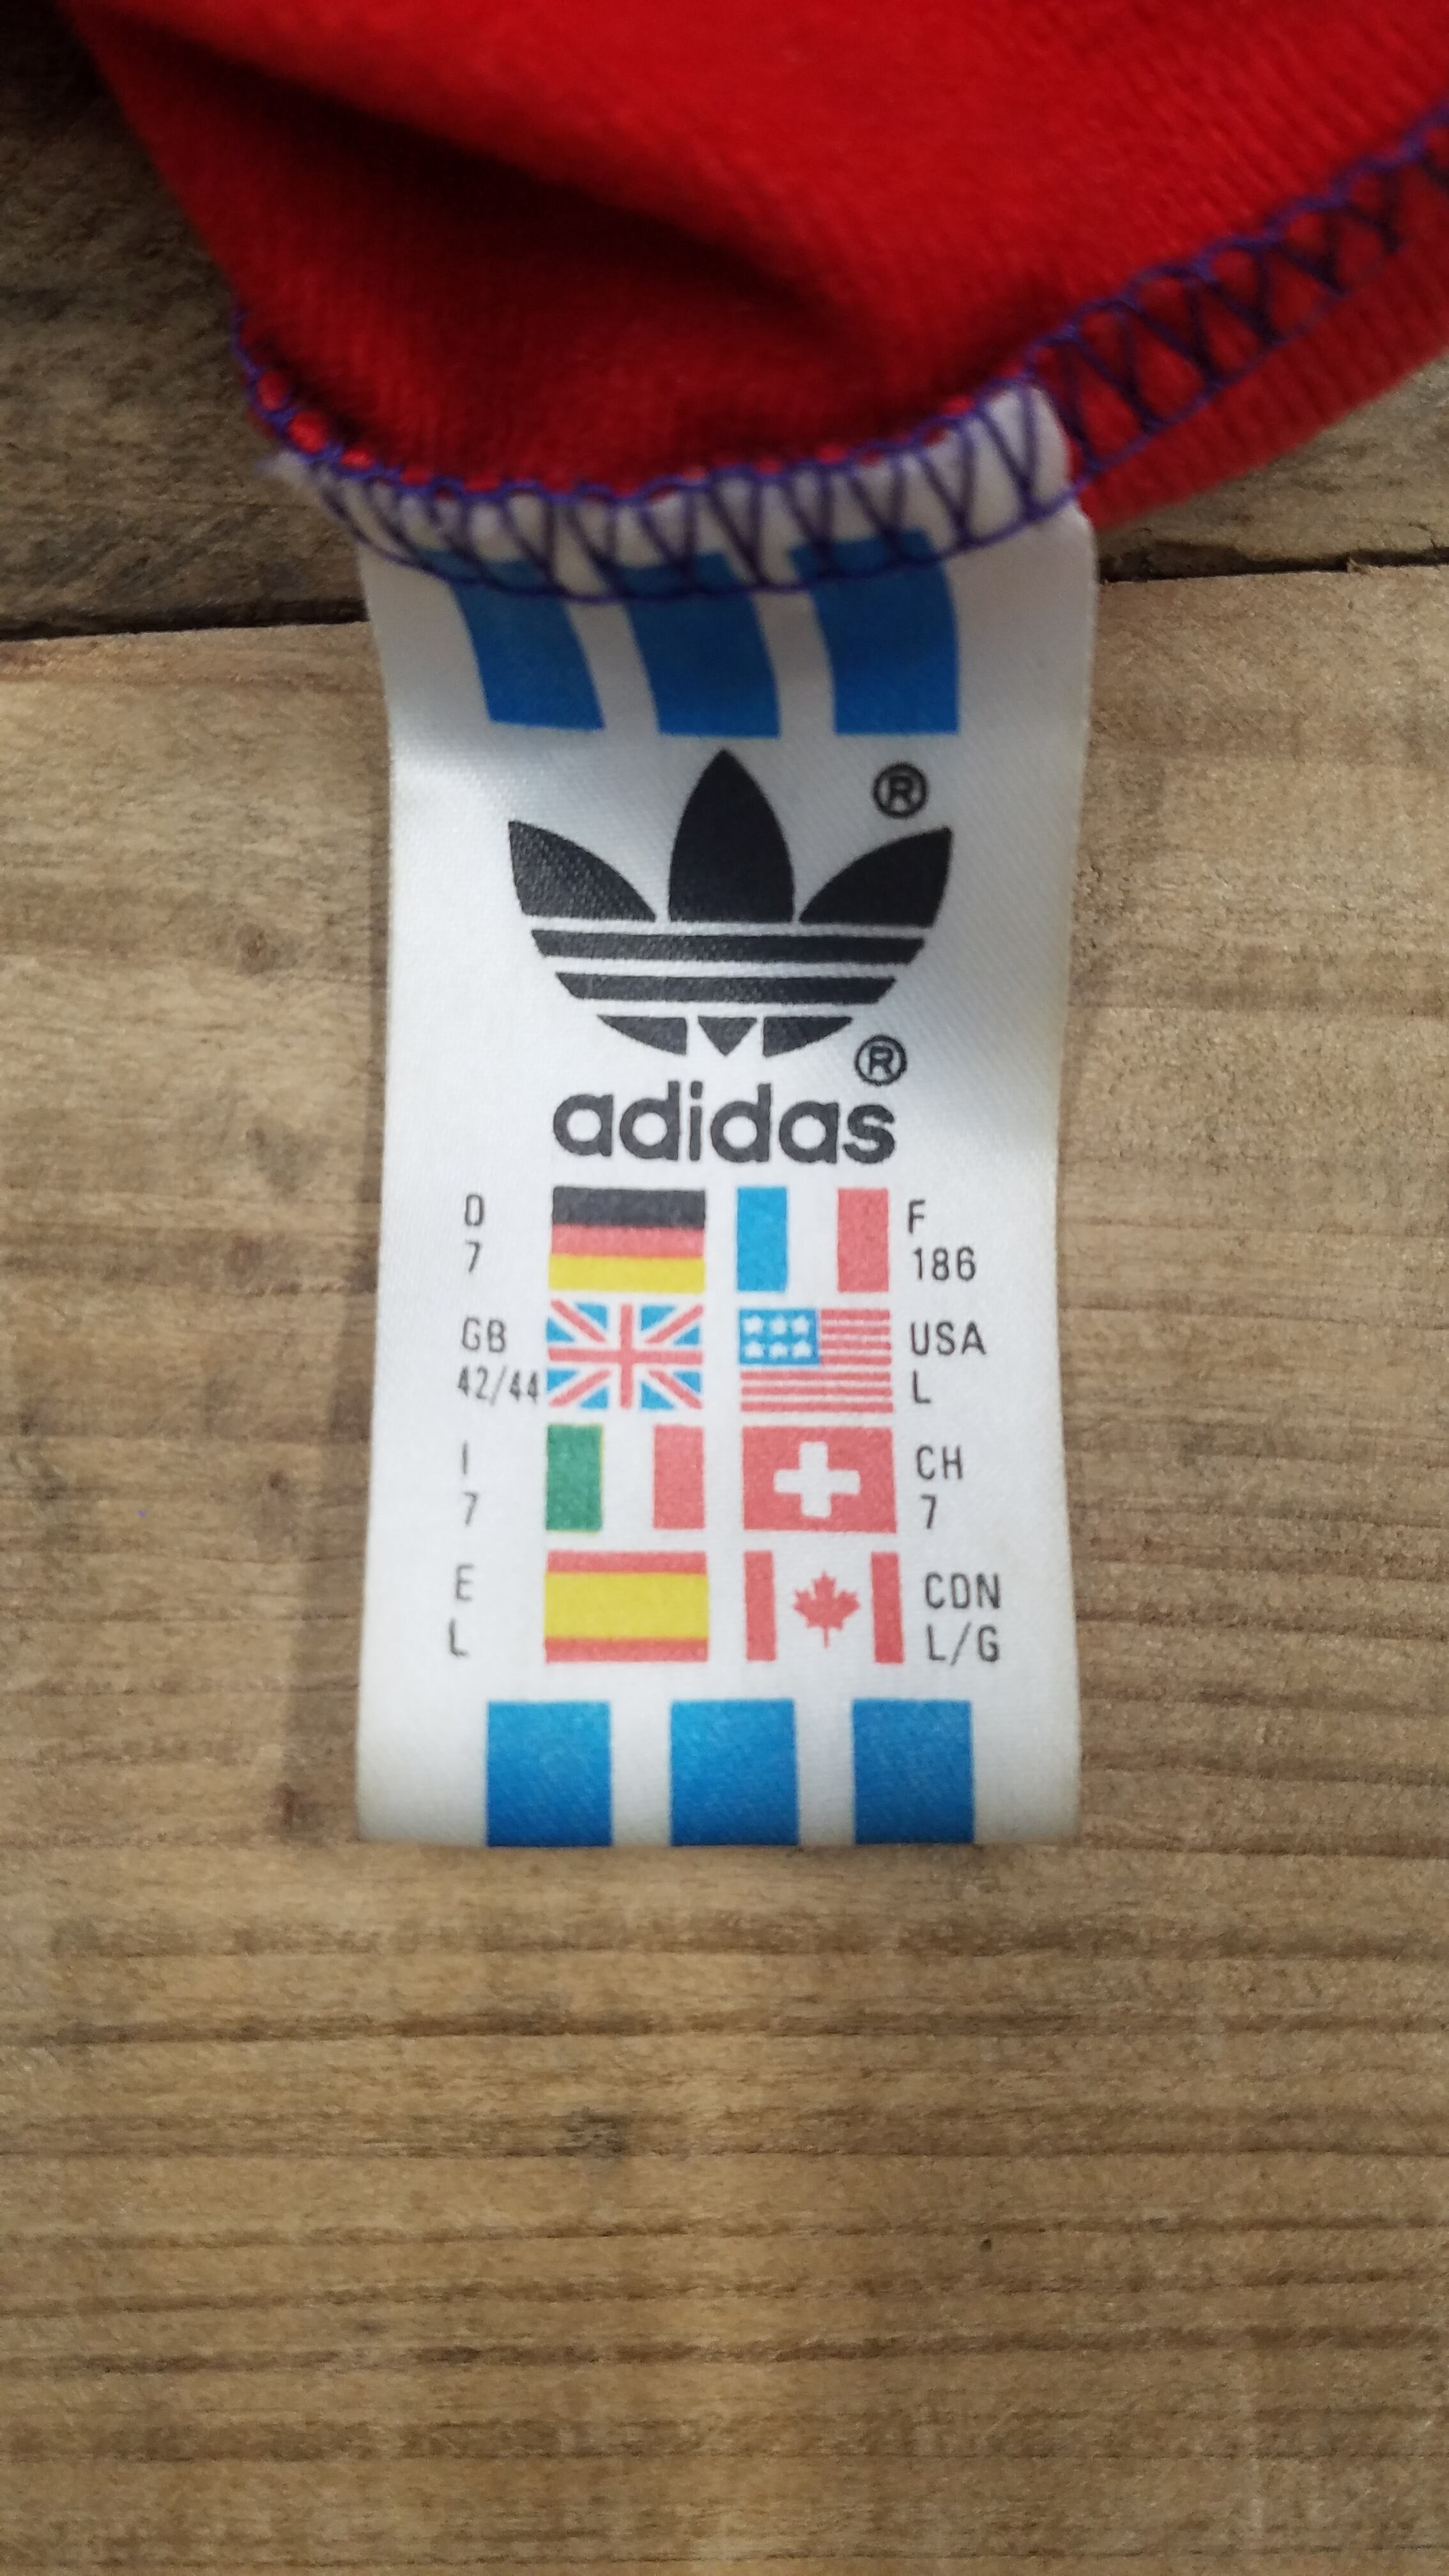 ®
®
adidas
D
7
F
186
GB
42/44
USA
L
I
7
CH
7
E
L
CDN
L/G